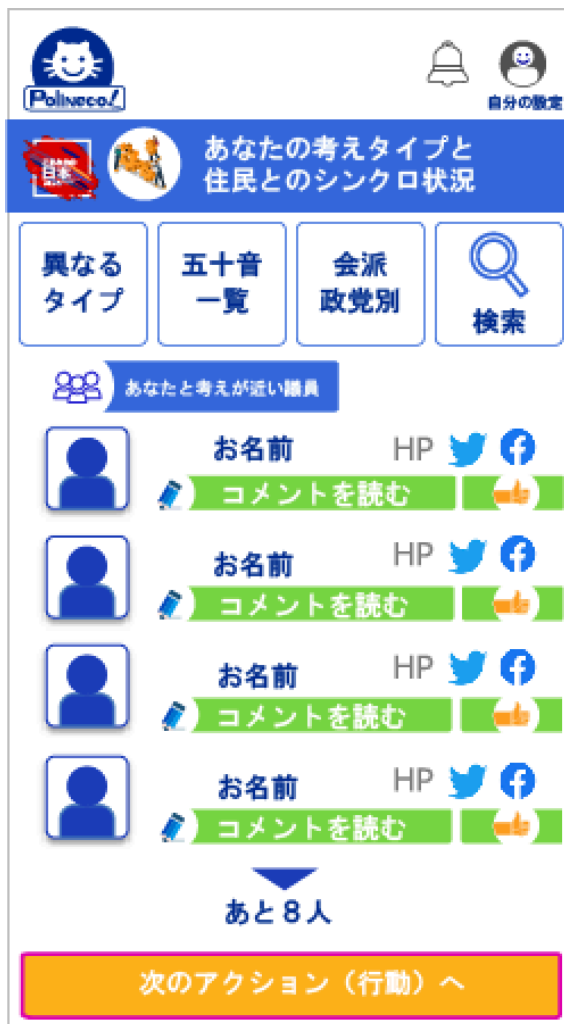 Polineco!
自分の設定
日本
あなたの考えタイプと
住民とのシンクロ状況
異なる
タイプ
五十音
一覧
会派
政党別
検索
あなたと考えが近い議員
お名前 HP
コメントを読む
お名前 HP
コメントを読む
お名前 HP
コメントを読む
お名前 HP
コメントを読む
あと8人
次のアクション（行動）へ